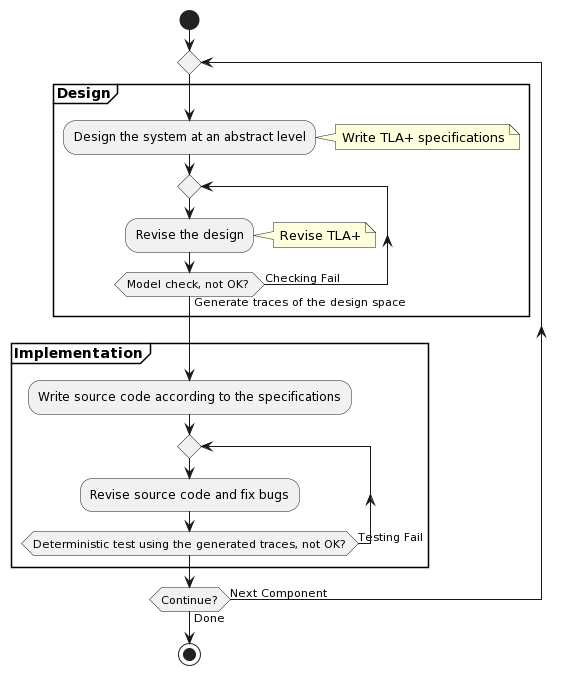 Design
Design the system at an abstract level
Write TLA+ specifications
Revise the design
Revise TLA+
Model check, not OK?
Checking Fail
Generate traces of the design space
Implementation
Write source code according to the specifications
Revise source code and fix bugs
Deterministic test using the generated traces, not OK?
Testing Fail
Continue?
Next Component
Done